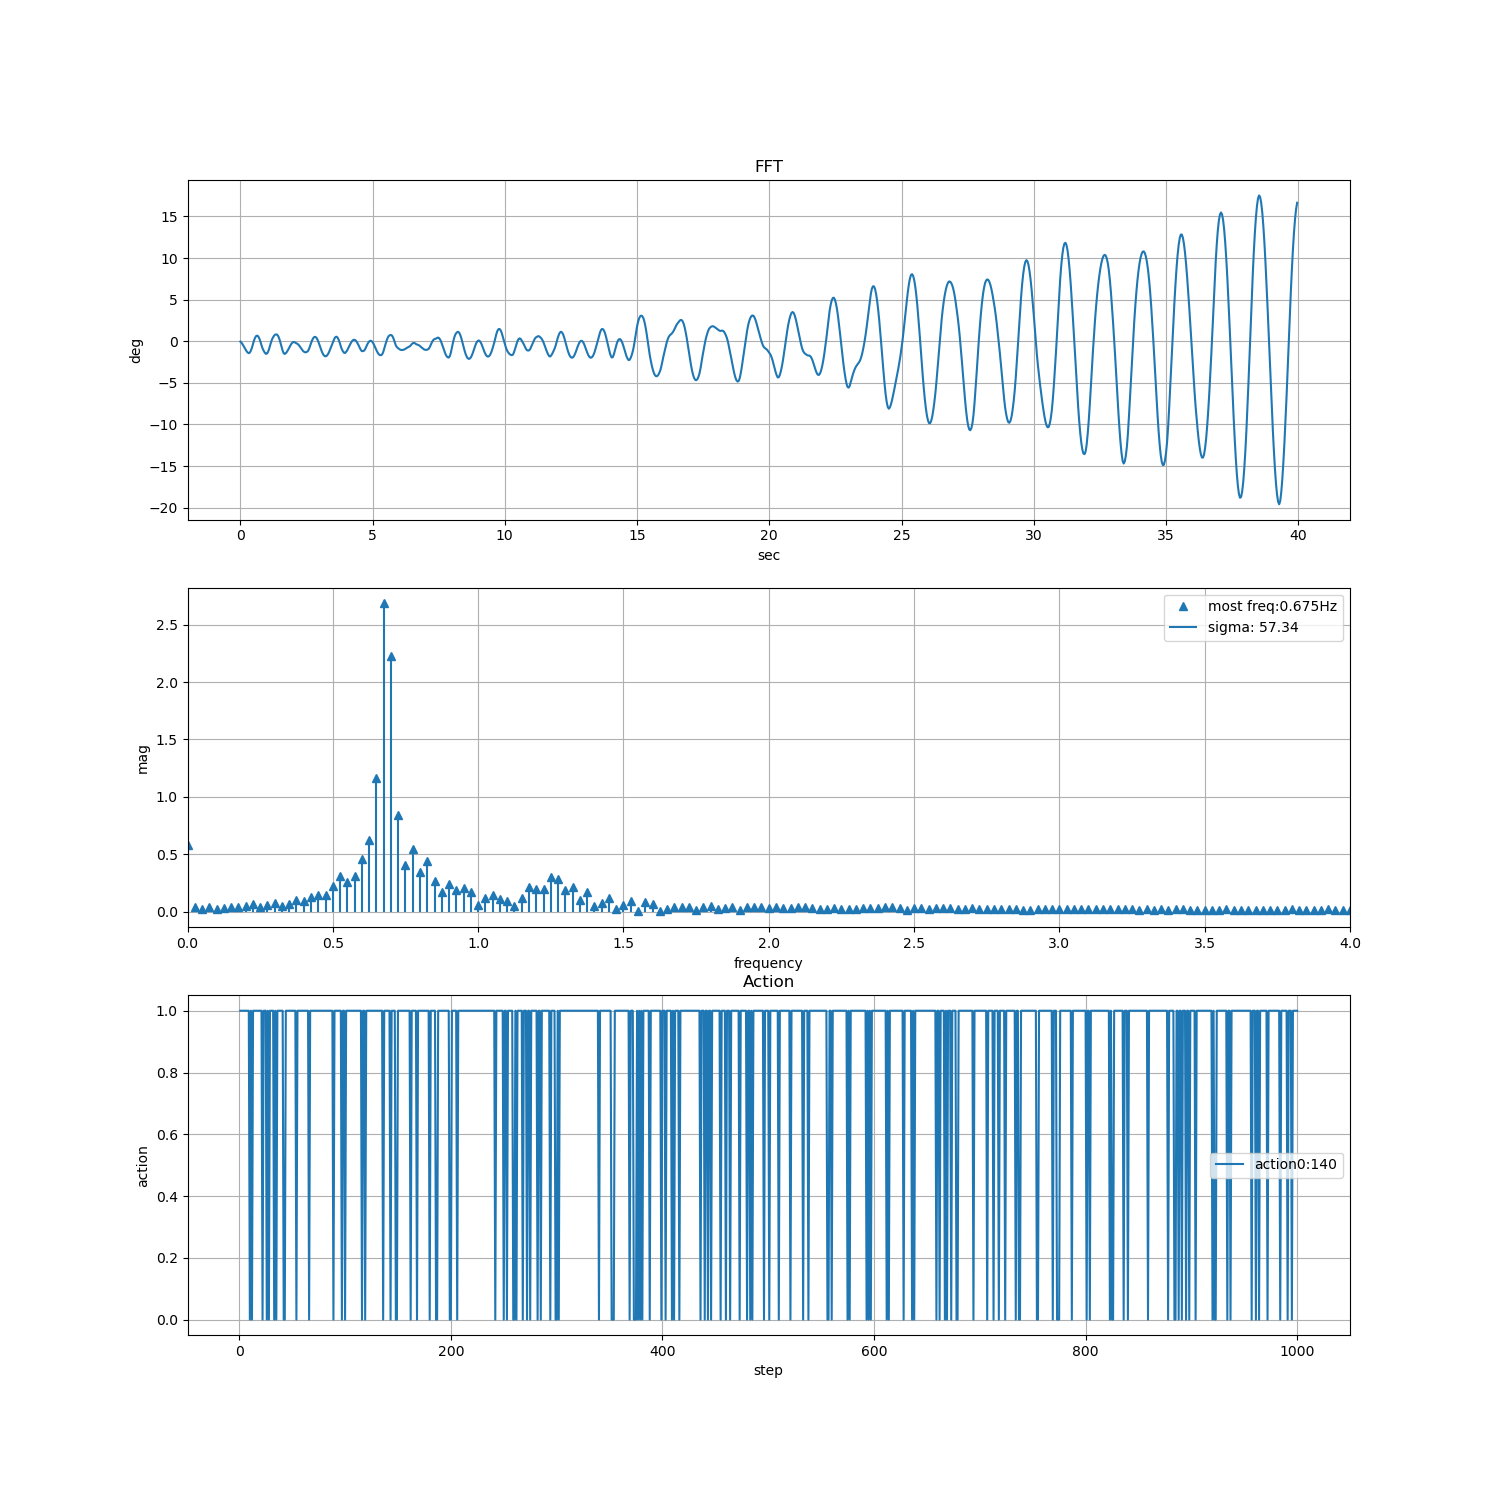 FFT
15
10
5
0
−5
−10
−15
−20
deg
0 5 10 15 20 25 30 35 40
sec
most freq:0.675Hz
sigma: 57.34
2.5
2.0
1.5
1.0
0.5
0.0
mag
0.0 0.5 1.0 1.5 2.0 2.5 3.0 3.5 4.0
frequency
Action
1.0
0.8
0.6
0.4
0.2
0.0
action
action0:140
0 200 400 600 800 1000
step